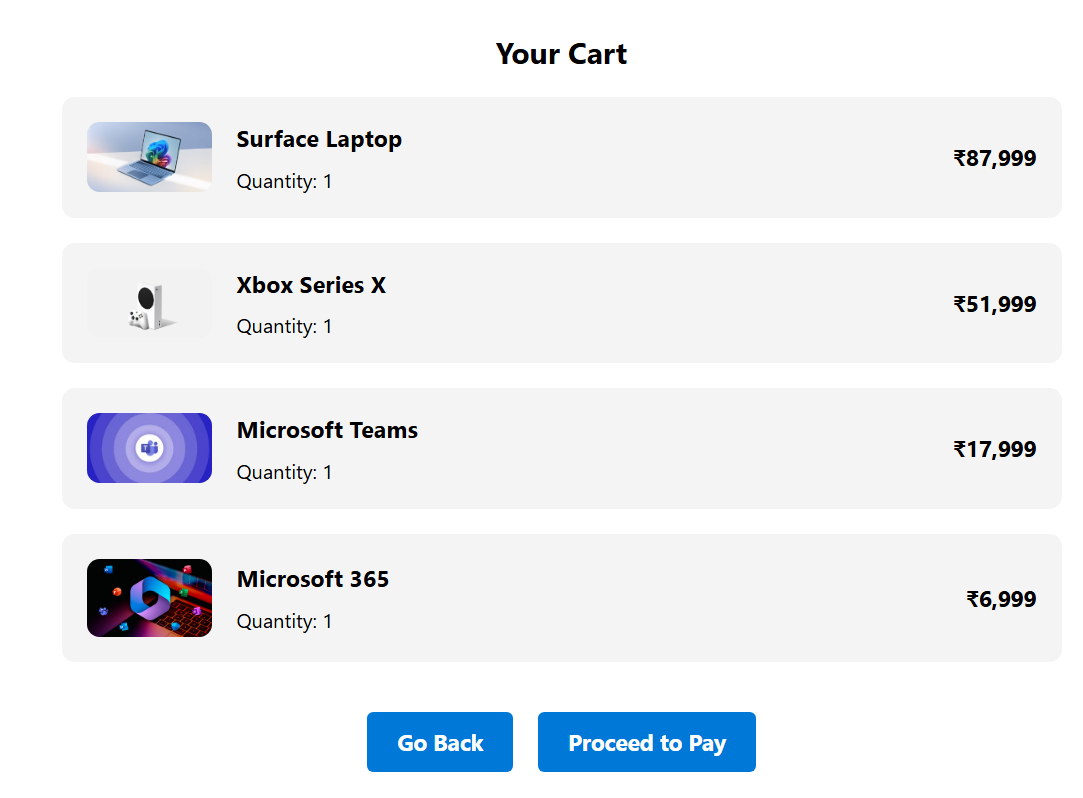 Your Cart
Surface Laptop
Quantity: 1
₹87,999
Xbox Series X
Quantity: 1
₹51,999
Microsoft Teams
Quantity: 1
₹17,999
Microsoft 365
Quantity: 1
₹6,999
Go Back
Proceed to Pay